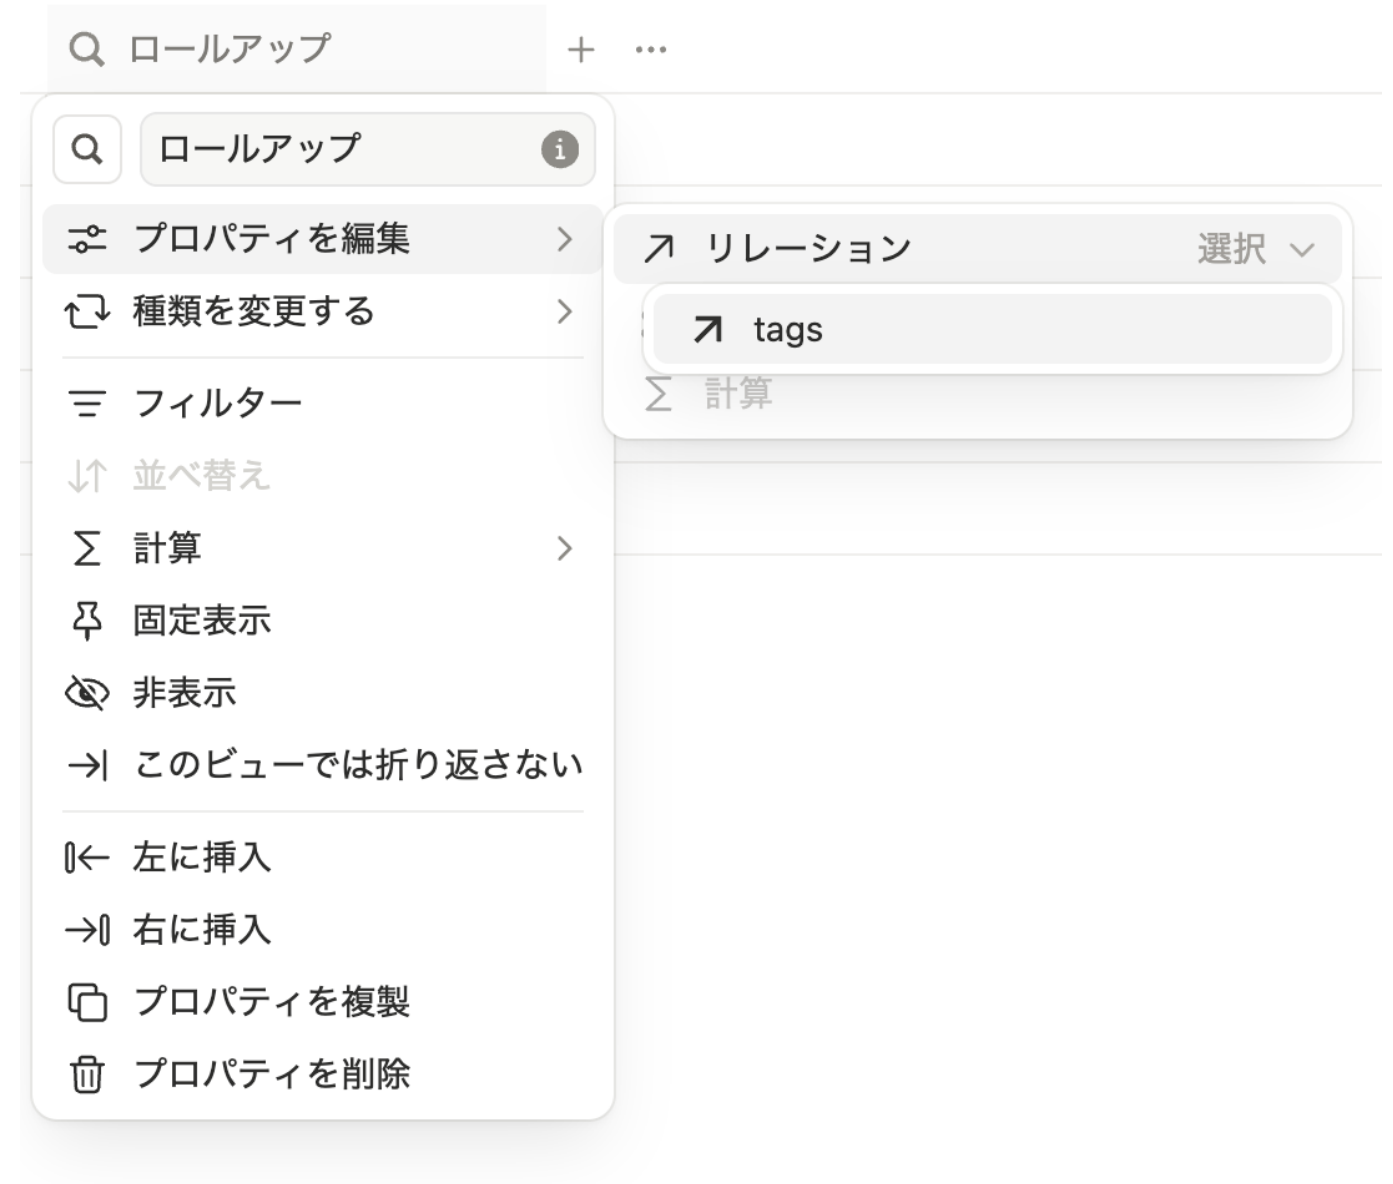 ロールアップ
ロールアップ
プロパティを編集
種類を変更する
フィルター
並べ替え
計算
固定表示
非表示
このビューでは折り返さない
左に挿入
右に挿入
プロパティを複製
プロパティを削除
リレーション 選択
tags
計算